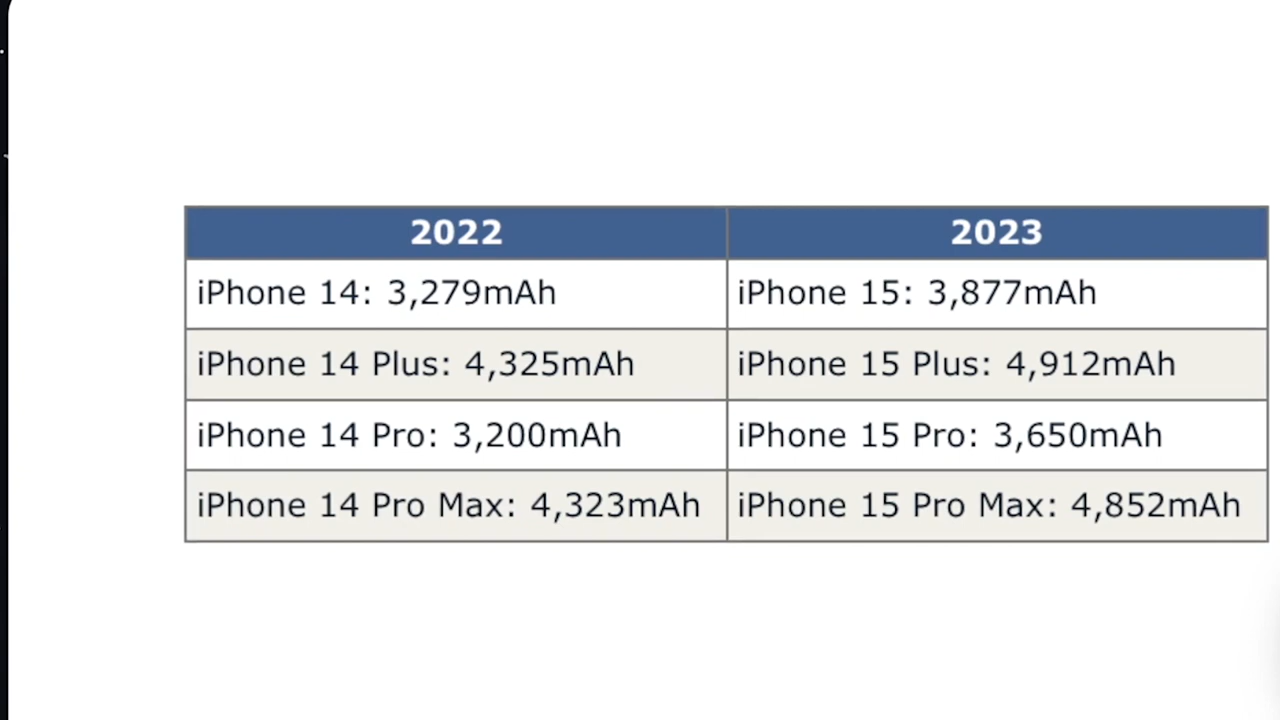 2022 2023
iPhone 14: 3,279mAh iPhone 15: 3,877mAh
iPhone 14 Plus: 4,325mAh iPhone 15 Plus: 4,912mAh
iPhone 14 Pro: 3,200mAh iPhone 15 Pro: 3,650mAh
iPhone 14 Pro Max: 4,323mAh iPhone 15 Pro Max: 4,852mAh